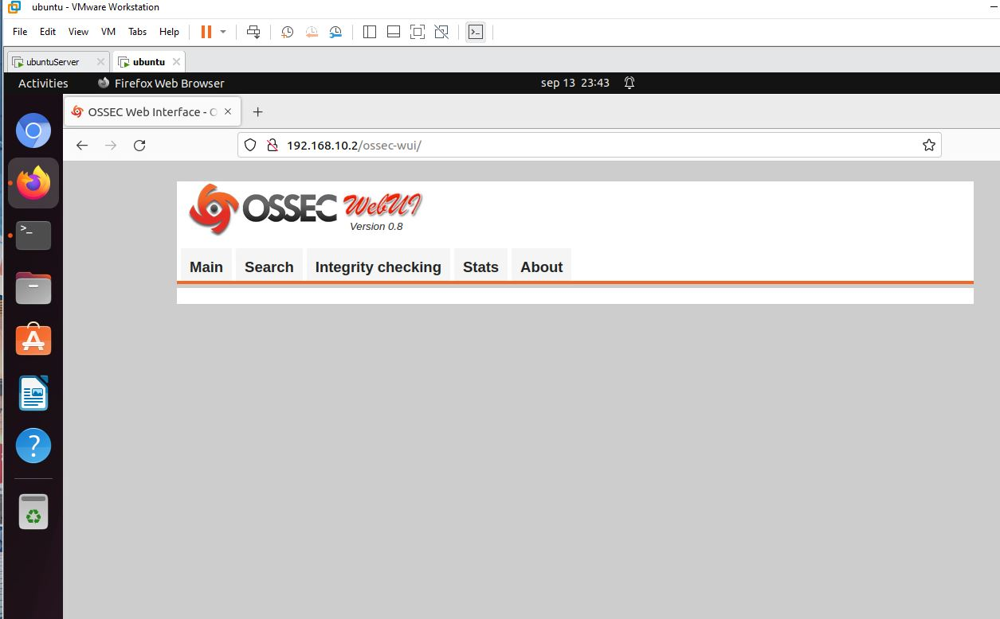 ubuntu - VMware Workstation
File Edit View VM Tabs Help
ubuntuServer ubuntu
Activities Firefox Web Browser sep 13 23:43
OSSEC Web Interface - O
192.168.10.2/ossec-wui/
OSSEC WebUI
Version 0.8
Main Search Integrity checking Stats About